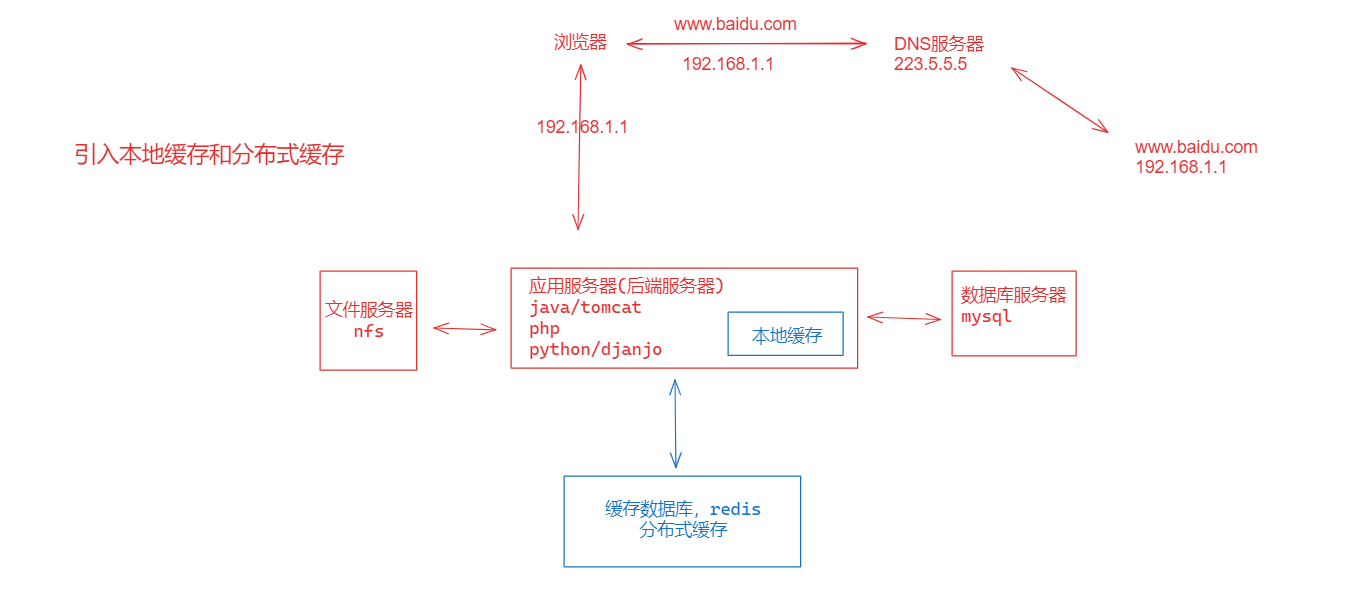 www.baidu.com
浏览器
DNS服务器
192.168.1.1
223.5.5.5
192.168.1.1
引入本地缓存和分布式缓存
www.baidu.com
192.168.1.1
文件服务器
nfs
应用服务器(后端服务器)
java/tomcat
php
python/djanjo
本地缓存
数据库服务器
mysql
缓存数据库，redis
分布式缓存